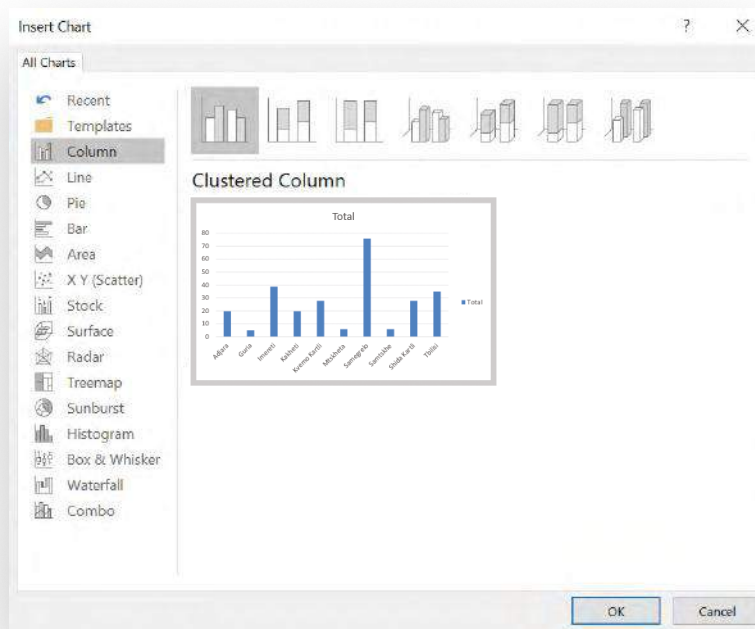 Insert Chart
?
All Charts
Recent
Templates
Column
Line
Pie
Bar
Area
X Y (Scatter)
Stock
Surface
Radar
Treemap
Sunburst
Histogram
Box & Whisker
Waterfall
Combo
Clustered Column
Total
80
70
60
50
40
30
20
10
0
Adjara
Guria
Imereti
Kakheti
Kvemo Kartli
Mtskheta
Samegrelo
Samtskhe
Shida Kartli
Tbilisi
Total
OK
Cancel